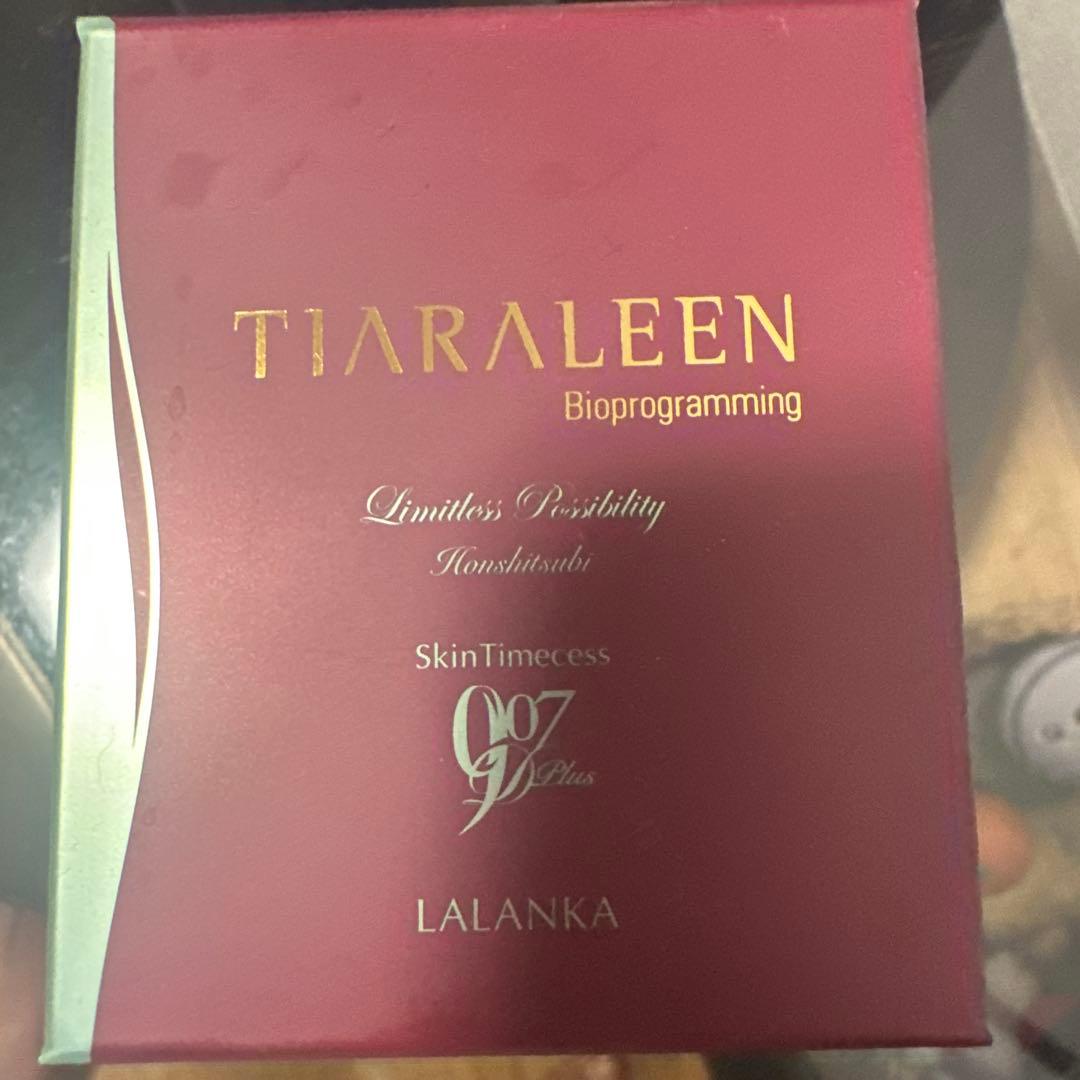 TIARALEEN
Bioprogramming
Limitless Possibility
Honshitsubi
SkinTimecess
907
D Plus
LALANKA